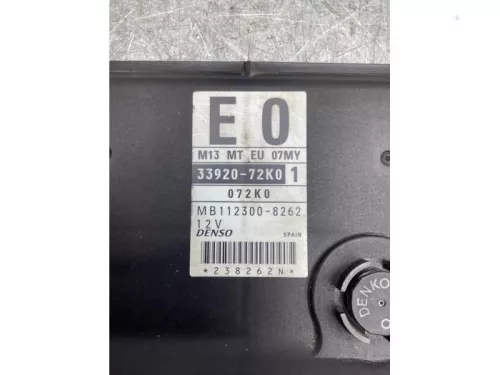 E 0
M13 MT EU 07MY
33920-72K0 1
072K0
MB112300-8262
12V
DENSO SPAIN
*238262N*
DENKO